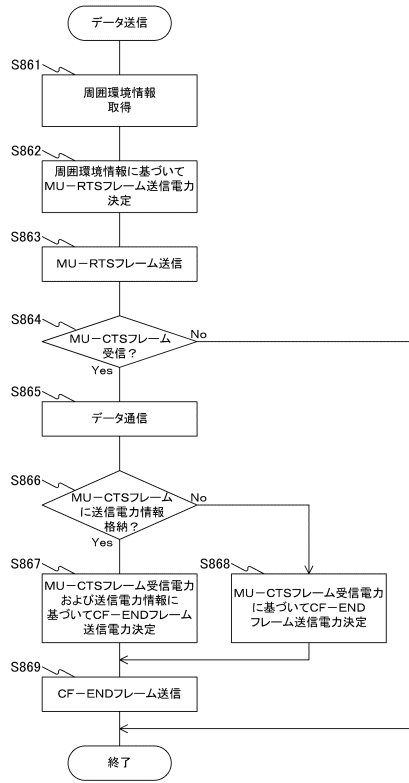 データ送信
S861
周囲環境情報
取得
S862
周囲環境情報に基づいて
MU－RTSフレーム送信電力
決定
S863
MU－RTSフレーム送信
S864
MU－CTSフレーム
受信？
No
Yes
S865
データ通信
S866
MU－CTSフレーム
に送信電力情報
格納？
No
Yes
S867
MU－CTSフレーム受信電力
および送信電力情報に
基づいてCF－ENDフレーム
送信電力決定
S868
MU－CTSフレーム受信電力
に基づいてCF－END
フレーム送信電力決定
S869
CF－ENDフレーム送信
終了